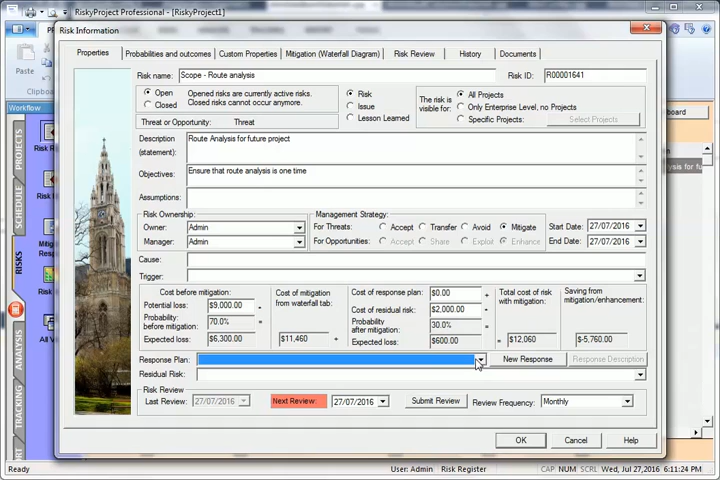 RiskyProject Professional - [RiskyProject1]
Risk Information
Properties
Probabilities and outcomes
Custom Properties
Mitigation (Waterfall Diagram)
Risk Review
History
Documents
Paste
Clipboa
Workflow
PROJECTS
SCHEDULE
RISKS
TRACKING
Risk R
Risk
Mitig
Resp
Risk
All V
board
Risk name:
Scope - Route analysis
Risk ID:
R00001641
Open
Opened risks are currently active risks.
Closed
Closed risks cannot occur anymore.
Threat or Opportunity:
Threat
Risk
Issue
Lesson Learned
The risk is
visible for:
All Projects
Only Enterprise Level, no Projects
Specific Projects:
Select Projects
Description
(statement):
Route Analysis for future project
Objectives:
Ensure that route analysis is one time
Assumptions:
Risk Ownership:
Owner:
Admin
Manager:
Admin
Management Strategy:
For Threats:
Accept
Transfer
Avoid
Mitigate
For Opportunities:
Accept
Share
Exploit
Enhance
Start Date:
27/07/2016
End Date:
27/07/2016
Cause:
Trigger:
Cost before mitigation:
Potential loss:
$9,000.00
Probability
before mitigation:
70.0%
=
Expected loss:
$6,300.00
Cost of mitigation
from waterfall tab:
$11,460
+
Cost of response plan:
$0.00
+
Cost of residual risk:
$2,000.00
Probability
after mitigation:
30.0%
=
Expected loss:
$600.00
Total cost of risk
with mitigation:
=
$12,060
Saving from
mitigation/enhancement:
$-5,760.00
Response Plan:
New Response
Response Description
Residual Risk:
Risk Review
Last Review:
27/07/2016
Next Review:
27/07/2016
Submit Review
Review Frequency:
Monthly
OK
Cancel
Help
Ready
User: Admin
Risk Register
CAP
NUM
SCRL
Wed, Jul 27,2016
6:11:24 PM